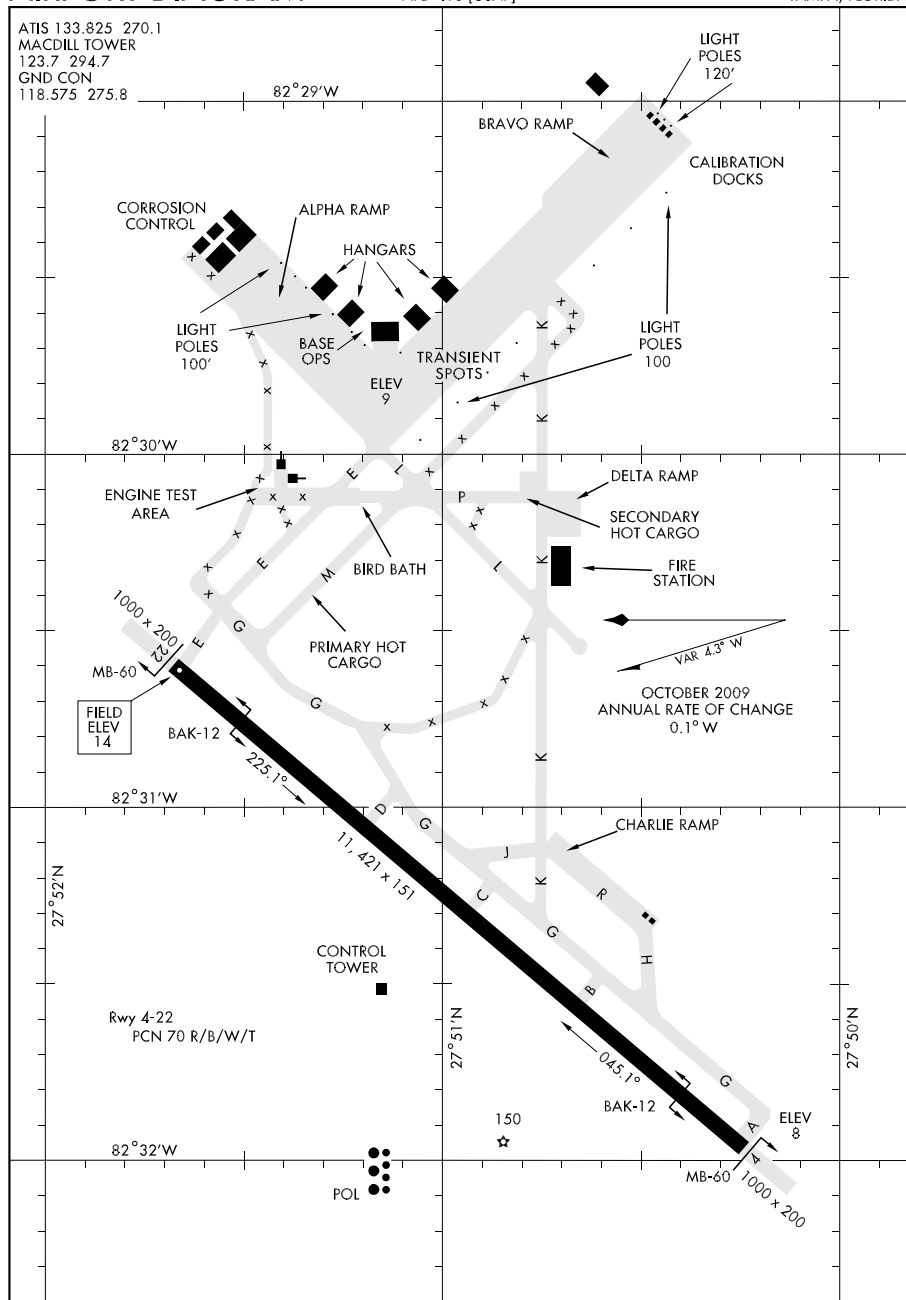 ATIS 133.825 270.1
MACDILL TOWER
123.7 294.7
GND CON
118.575 275.8
82°29'W
LIGHT
POLES
120'
BRAVO RAMP
CALIBRATION
DOCKS
CORROSION
CONTROL
ALPHA RAMP
HANGARS
LIGHT
POLES
100'
BASE
OPS
ELEV
9
TRANSIENT
SPOTS
LIGHT
POLES
100
K
K
82°30'W
ENGINE TEST
AREA
E
L
P
DELTA RAMP
SECONDARY
HOT CARGO
BIRD BATH
E
M
L
K
FIRE
STATION
1000 x 200
22
E
G
PRIMARY HOT
CARGO
VAR 4.3° W
MB-60
FIELD
ELEV
14
BAK-12
G
OCTOBER 2009
ANNUAL RATE OF CHANGE
0.1° W
225.1°
K
82°31'W
D
G
CHARLIE RAMP
11, 421 x 151
J
C
K
R
27°52'N
G
H
CONTROL
TOWER
B
Rwy 4-22
PCN 70 R/B/W/T
27°51'N
27°50'N
045.1°
G
BAK-12
A
ELEV
8
150
82°32'W
4
MB-60
1000 x 200
POL